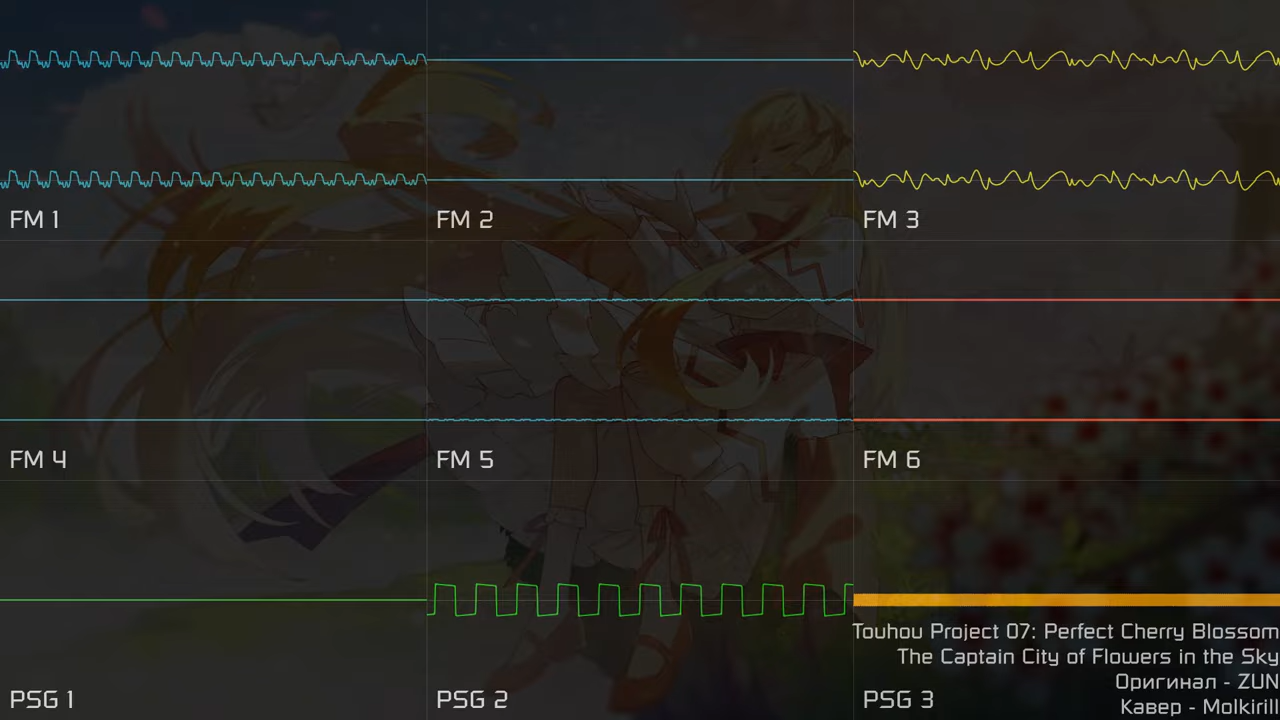 FM 1
FM 2
FM 3
FM 4
FM 5
FM 6
PSG 1
PSG 2
PSG 3
Touhou Project 07: Perfect Cherry Blossom
The Captain City of Flowers in the Sky
Оригинал - ZUN
Кавер - Molkirill